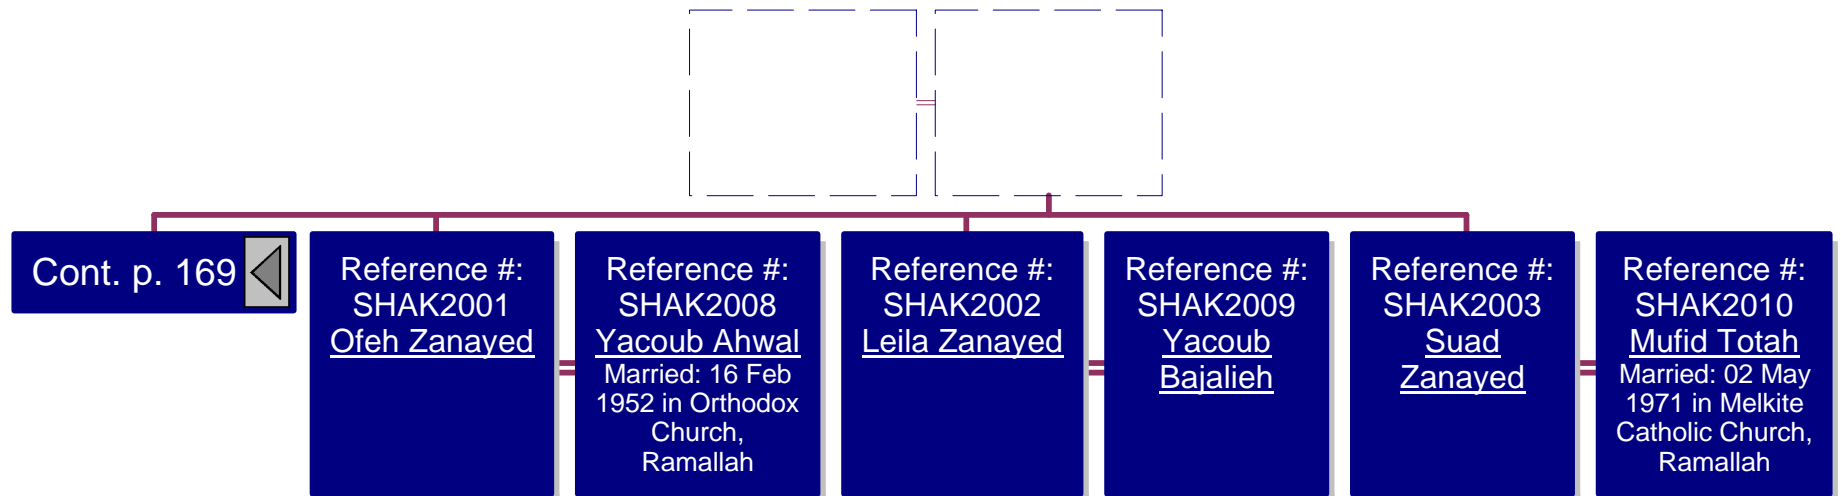 Cont. p. 169
Reference #:
SHAK2001
Ofeh Zanayed
Reference #:
SHAK2008
Yacoub Ahwal
Married: 16 Feb
1952 in Orthodox
Church,
Ramallah
Reference #:
SHAK2002
Leila Zanayed
Reference #:
SHAK2009
Yacoub
Bajalieh
Reference #:
SHAK2003
Suad
Zanayed
Reference #:
SHAK2010
Mufid Totah
Married: 02 May
1971 in Melkite
Catholic Church,
Ramallah